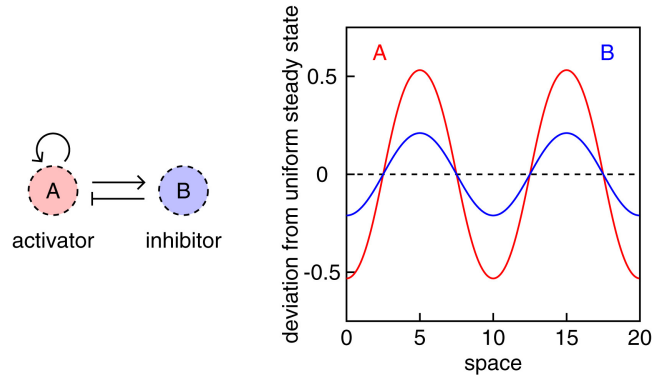 A
B
activator
inhibitor
deviation from uniform steady state
0.5
0
-0.5
A
B
0
5
10
15
20
space